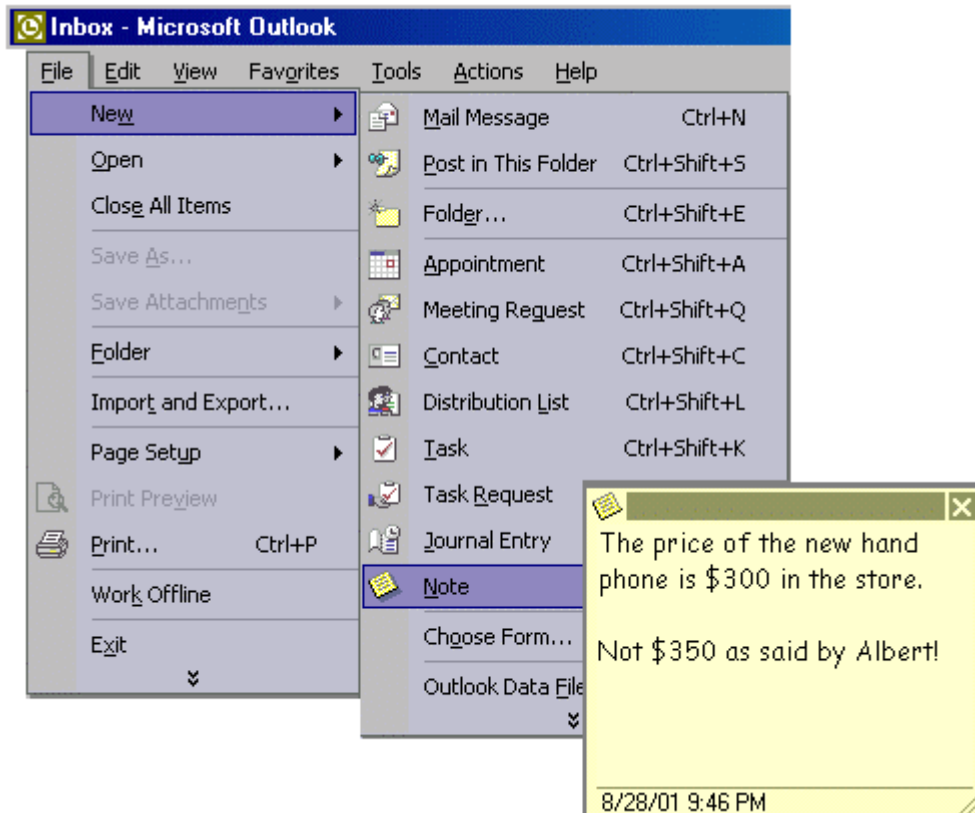 Inbox - Microsoft Outlook
File Edit View Favorites Tools Actions Help
New
Open
Close All Items
Save As...
Save Attachments
Folder
Import and Export...
Page Setup
Print Preview
Print... Ctrl+P
Work Offline
Exit
Mail Message Ctrl+N
Post in This Folder Ctrl+Shift+S
Folder... Ctrl+Shift+E
Appointment Ctrl+Shift+A
Meeting Request Ctrl+Shift+Q
Contact Ctrl+Shift+C
Distribution List Ctrl+Shift+L
Task Ctrl+Shift+K
Task Request
Journal Entry
Note
Choose Form...
Outlook Data File
The price of the new hand
phone is $300 in the store.
Not $350 as said by Albert!
8/28/01 9:46 PM